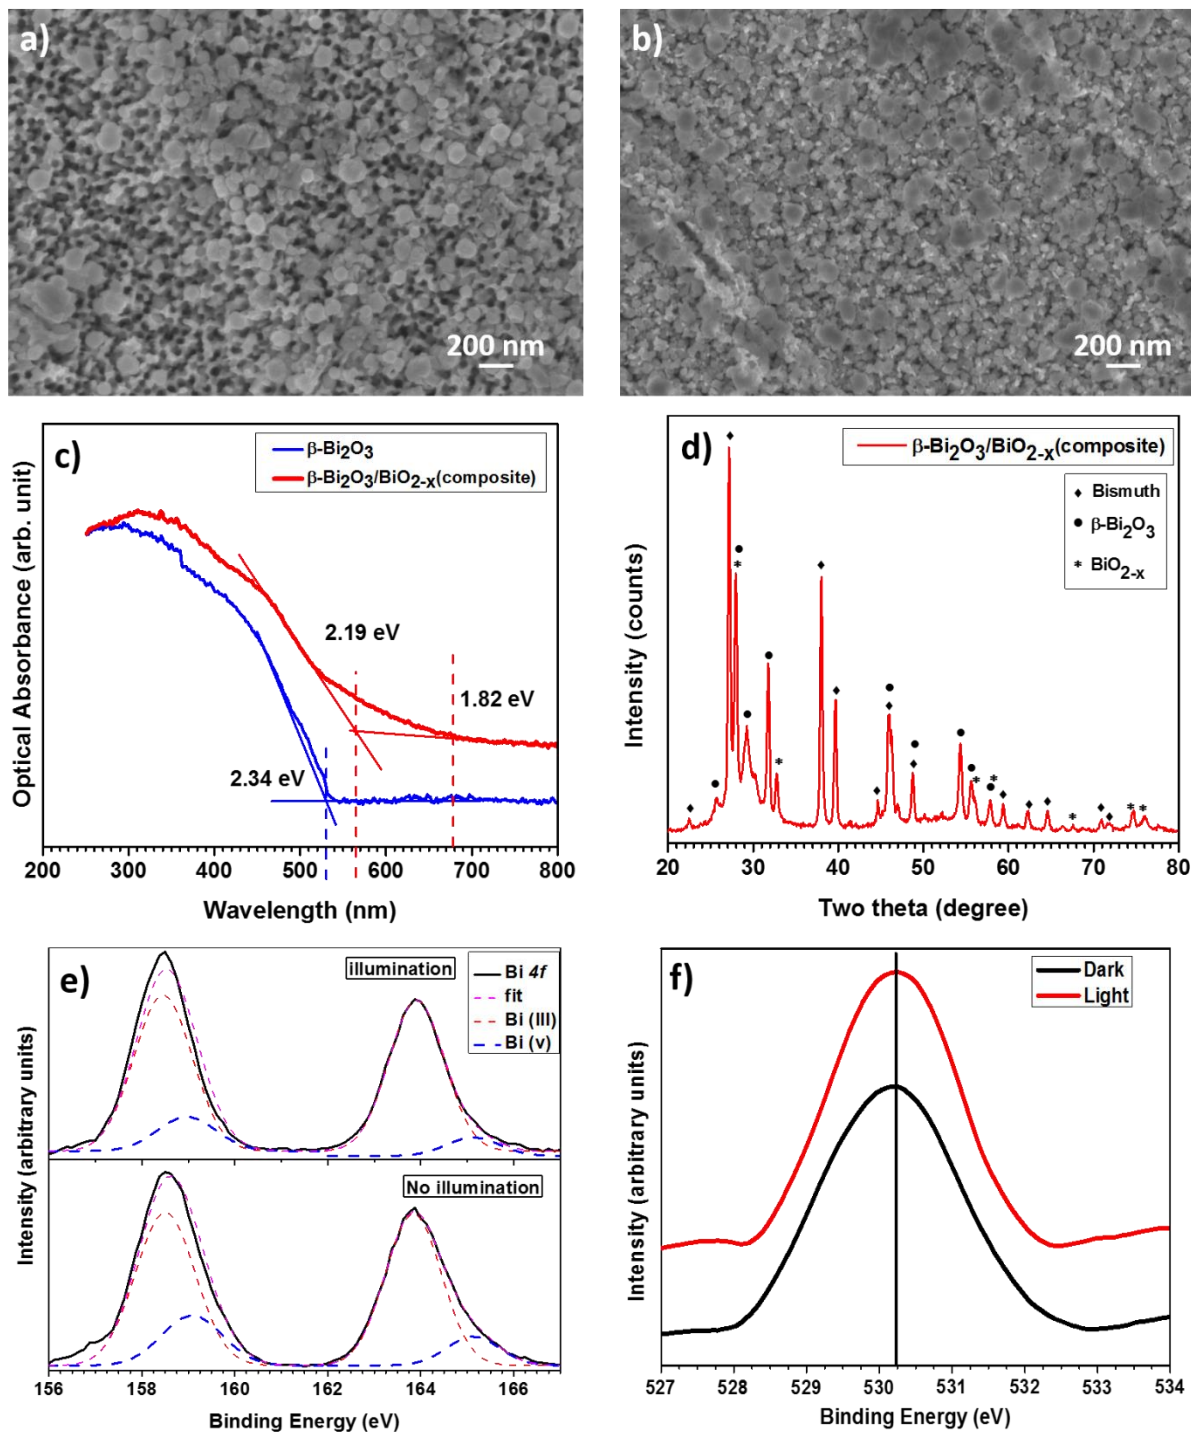 a)
200 nm
b)
200 nm
c)
β-Bi2O3
β-Bi2O3/BiO2-x(composite)
2.19 eV
1.82 eV
2.34 eV
Optical Absorbance (arb. unit)
200 300 400 500 600 700 800
Wavelength (nm)
d)
β-Bi2O3/BiO2-x(composite)
♦ Bismuth
● β-Bi2O3
* BiO2-x
Intensity (counts)
20 30 40 50 60 70 80
Two theta (degree)
e)
illumination
Bi 4f
fit
Bi (III)
Bi (v)
No illumination
Intensity (arbitrary units)
156 158 160 162 164 166
Binding Energy (eV)
f)
Dark
Light
Intensity (arbitrary units)
527 528 529 530 531 532 533 534
Binding Energy (eV)